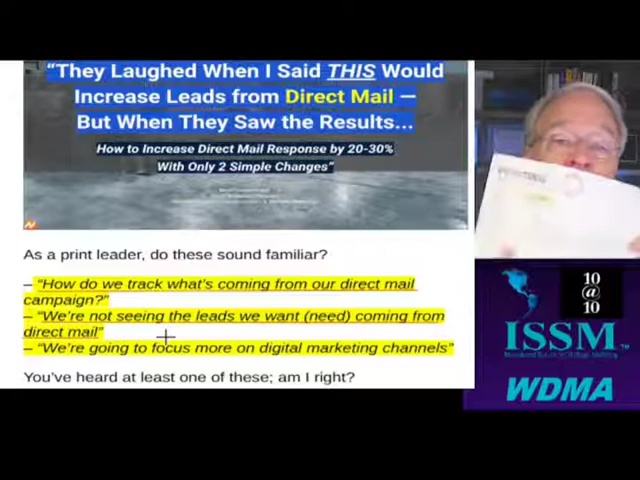 “They Laughed When I Said THIS Would
Increase Leads from Direct Mail —
But When They Saw the Results...
How to Increase Direct Mail Response by 20-30%
With Only 2 Simple Changes”
As a print leader, do these sound familiar?
– “How do we track what’s coming from our direct mail
campaign?”
– “We’re not seeing the leads we want (need) coming from
direct mail”
– “We’re going to focus more on digital marketing channels”
You’ve heard at least one of these; am I right?
10
@
10
ISSM
TM
WDMA